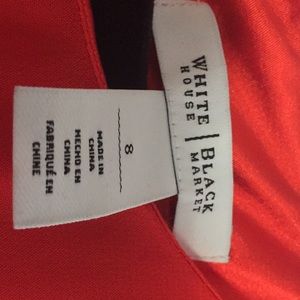 WHITE | BLACK
HOUSE | MARKET
8
MADE IN
CHINA
HECHO EN
CHINA
FABRIQUÉ EN
CHINE